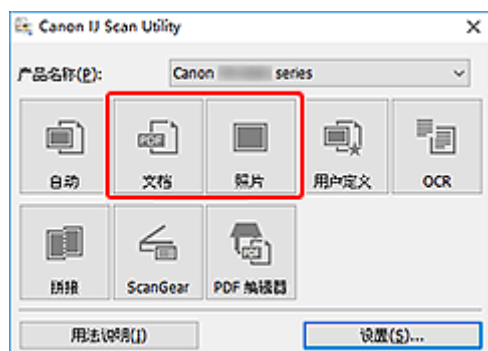 Canon IJ Scan Utility
产品名称(P):
Canon series
PDF
自动
文档
照片
用户定义
OCR
拼接
ScanGear
PDF 编辑器
用法说明(I)
设置(S)...